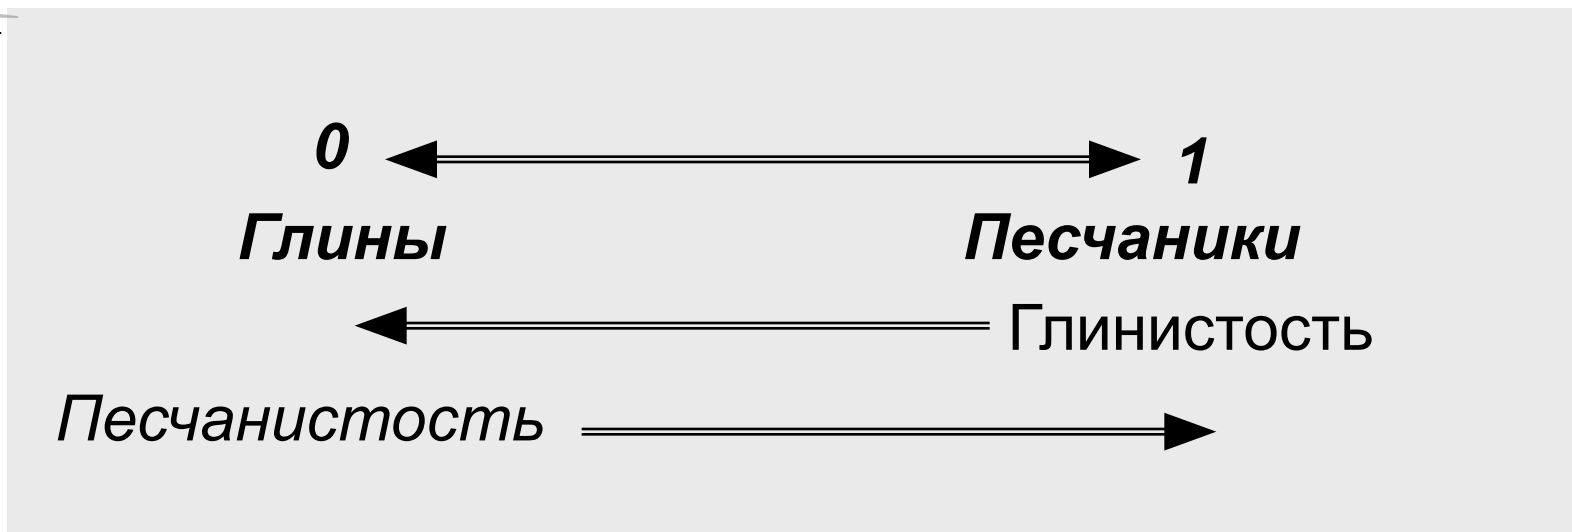 0 1
Глины Песчаники
Глинистость
Песчанистость